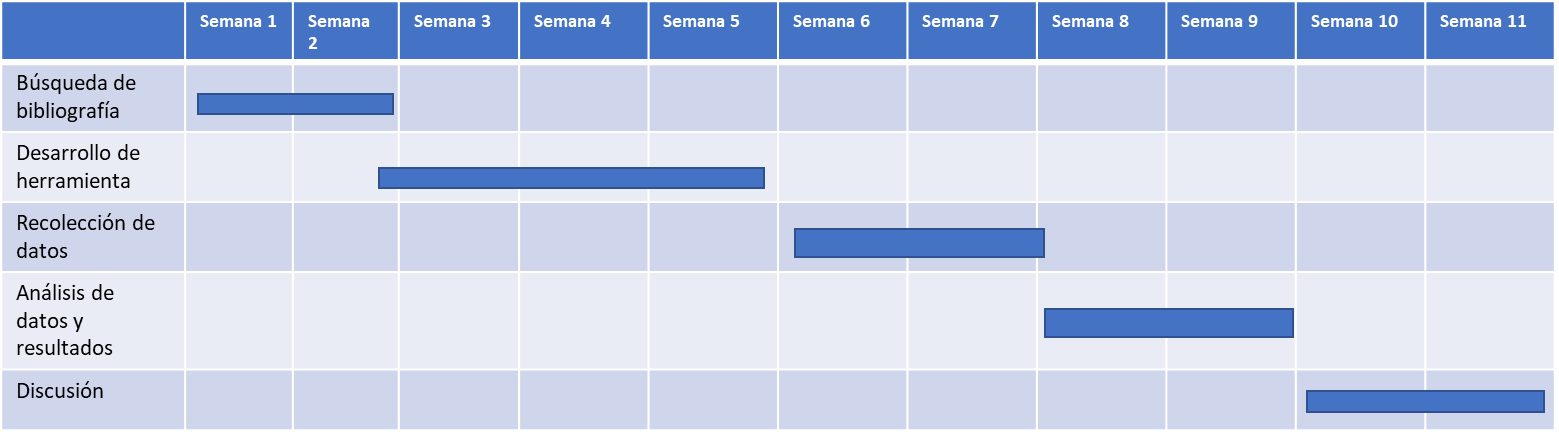 Semana 1
Semana
2
Semana 3
Semana 4
Semana 5
Semana 6
Semana 7
Semana 8
Semana 9
Semana 10
Semana 11
Búsqueda de
bibliografía
Desarrollo de
herramienta
Recolección de
datos
Análisis de
datos y
resultados
Discusión